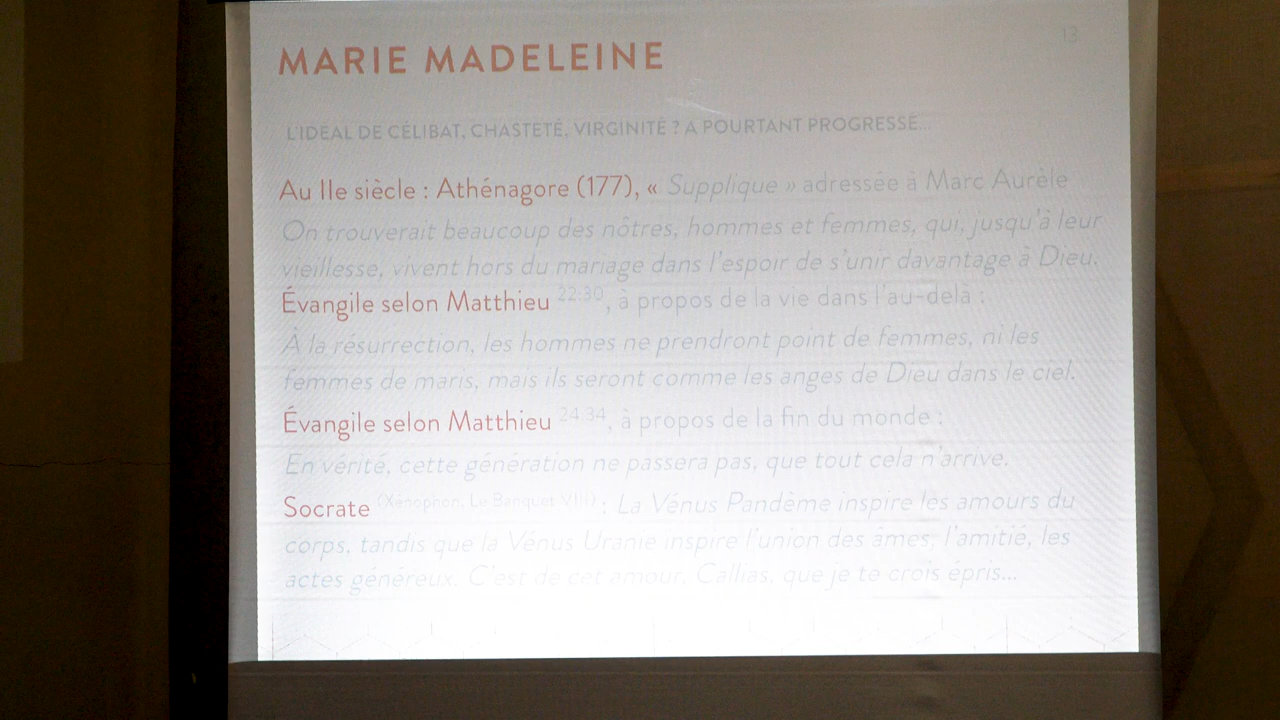 13
MARIE MADELEINE
L'IDÉAL DE CÉLIBAT, CHASTETÉ, VIRGINITÉ ? A POURTANT PROGRESSÉ...
Au IIe siècle : Athénagore (177), « Supplique » adressée à Marc Aurèle
On trouverait beaucoup des nôtres, hommes et femmes, qui, jusqu'à leur
vieillesse, vivent hors du mariage dans l'espoir de s'unir davantage à Dieu.
Évangile selon Matthieu 22:30, à propos de la vie dans l'au-delà :
À la résurrection, les hommes ne prendront point de femmes, ni les
femmes de maris, mais ils seront comme les anges de Dieu dans le ciel.
Évangile selon Matthieu 24:34, à propos de la fin du monde :
En vérité, cette génération ne passera pas, que tout cela n'arrive.
Socrate (Xénophon, Le Banquet VIII) : La Vénus Pandème inspire les amours du
corps, tandis que la Vénus Uranie inspire l'union des âmes, l'amitié, les
actes généreux. C'est de cet amour, Callias, que je te crois épris...